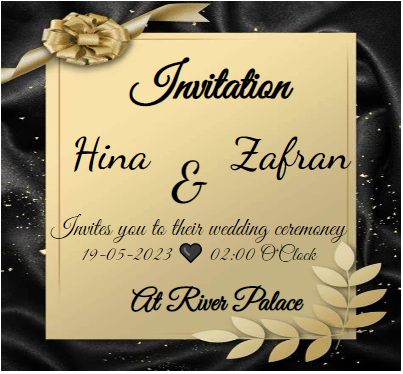 Invitation
Hina Zafran
&
Invites you to their wedding ceremoney
19-05-2023 🖤 02:00 O'Clock
At River Palace